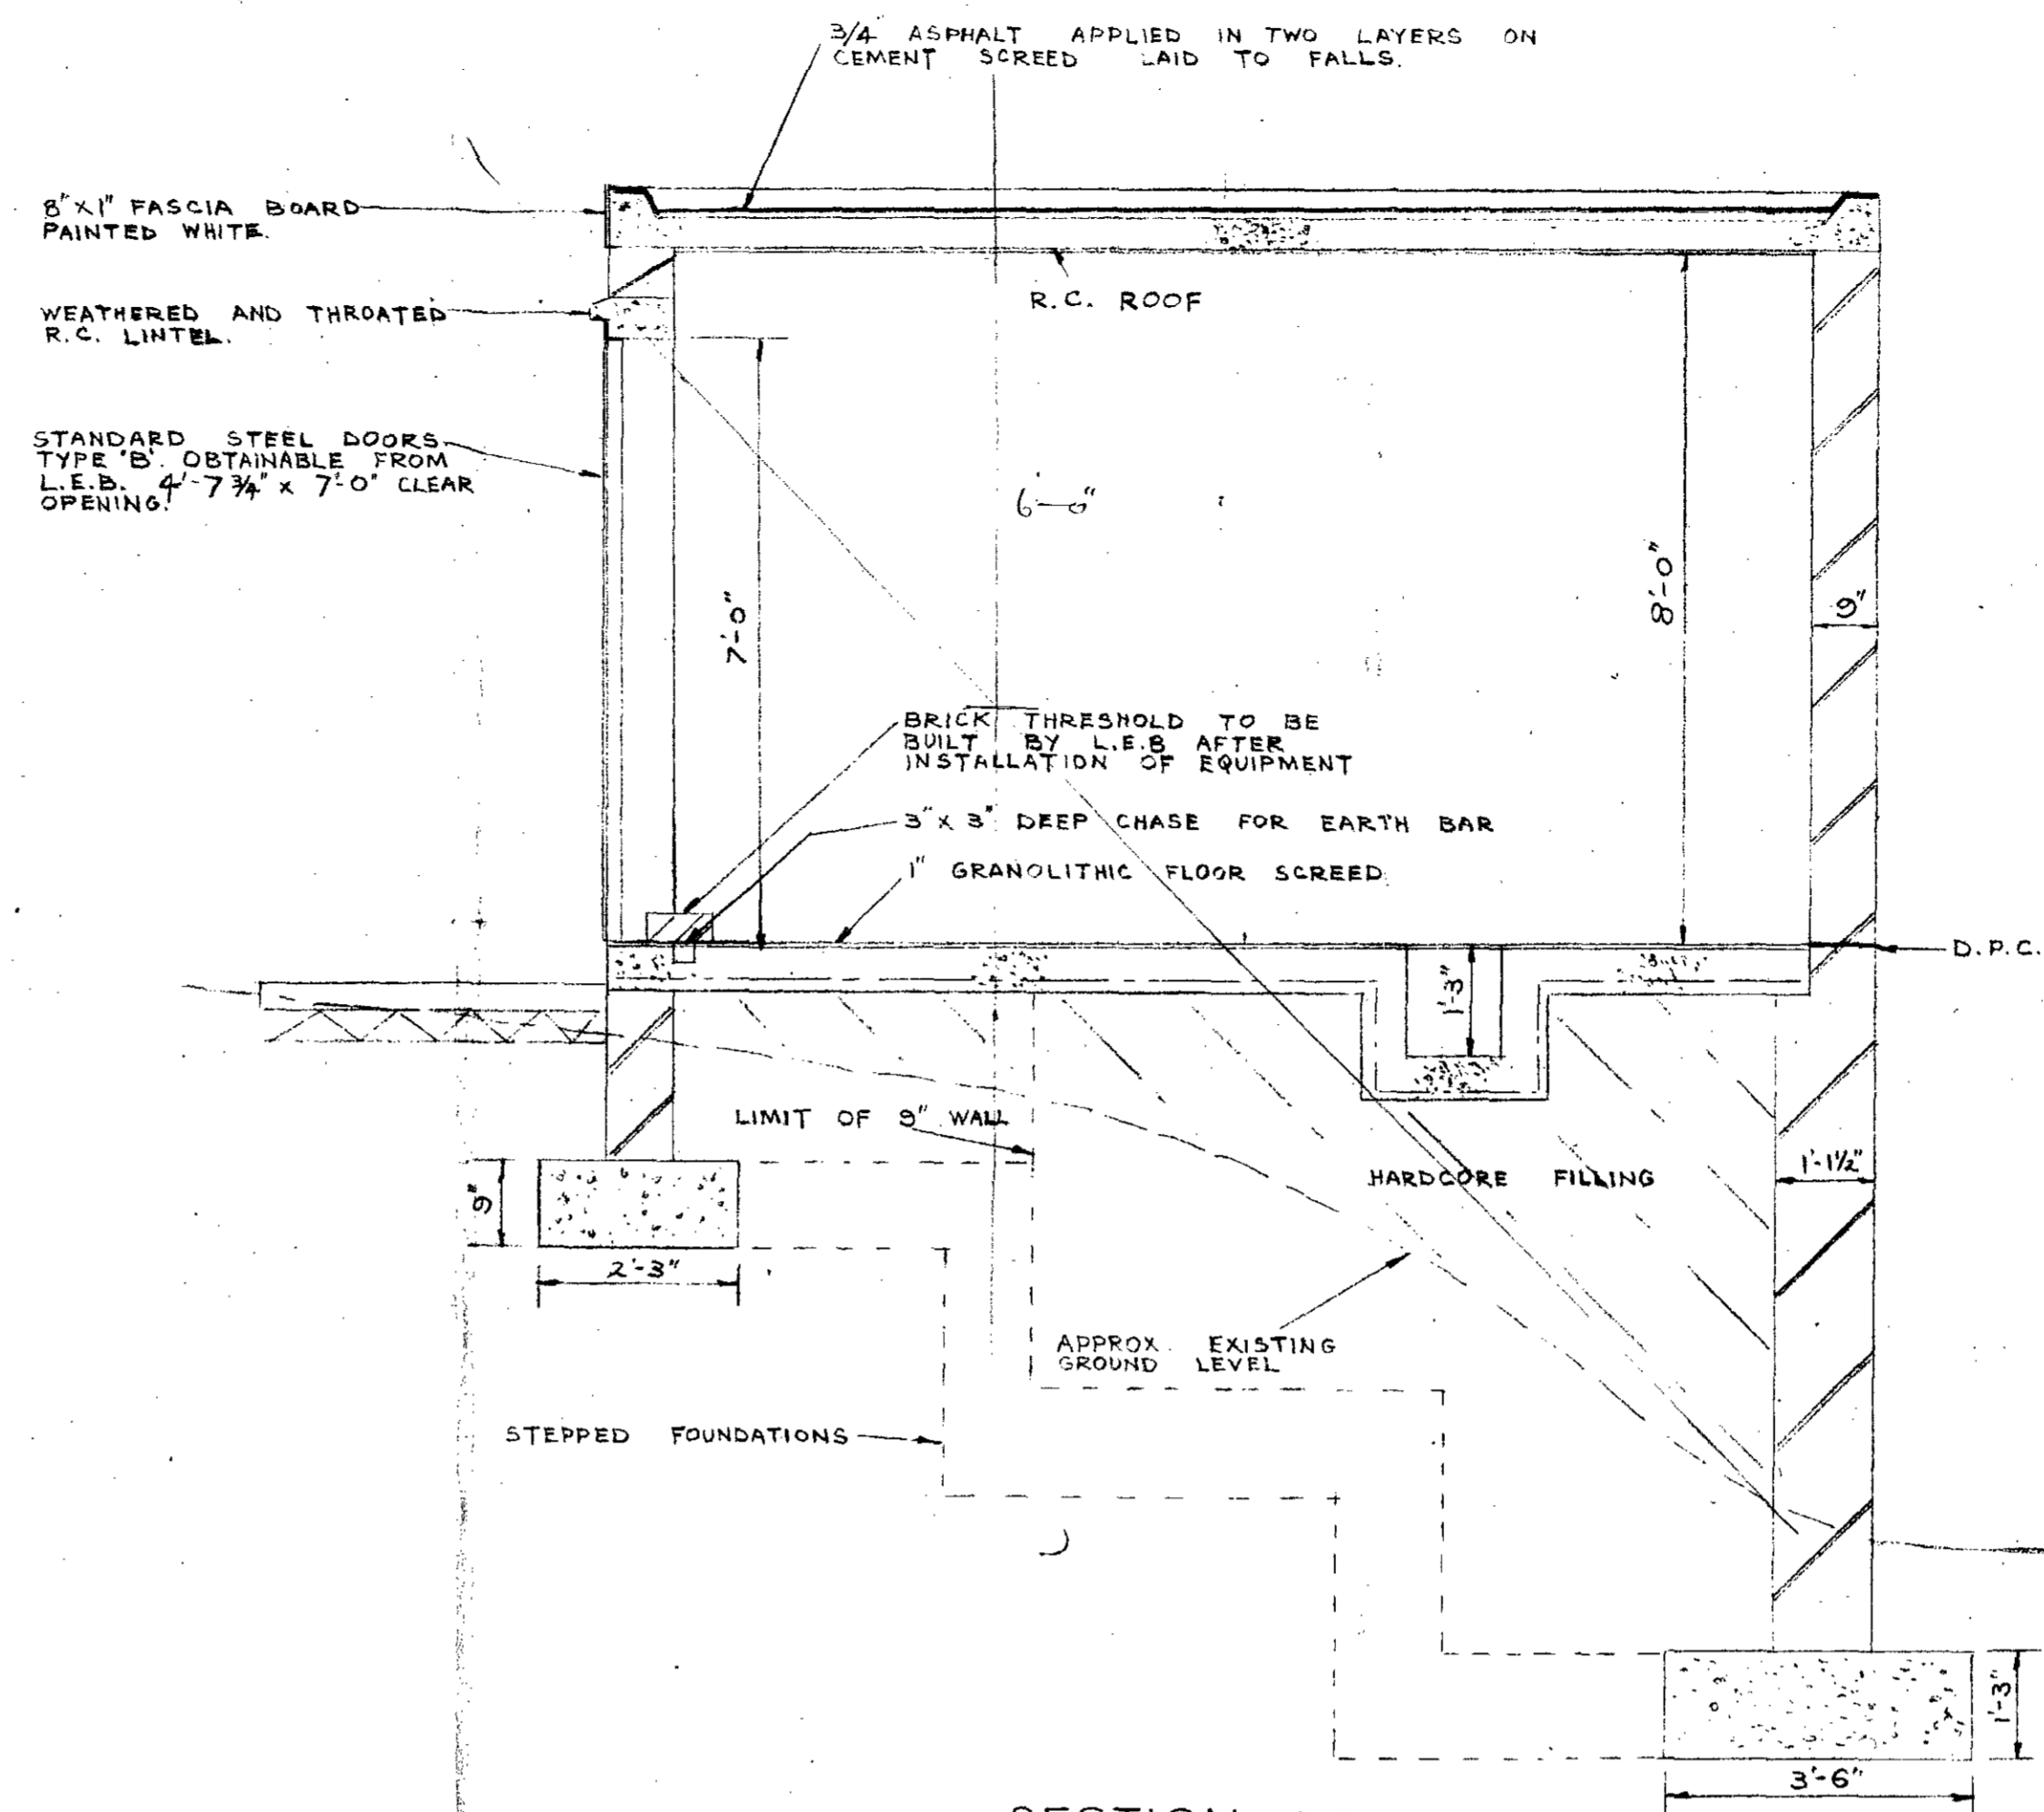 3/4" ASPHALT APPLIED IN TWO LAYERS ON
CEMENT SCREED LAID TO FALLS.
8"X1" FASCIA BOARD
PAINTED WHITE.
R.C. ROOF
WEATHERED AND THROATED
R.C. LINTEL.
STANDARD STEEL DOORS
TYPE 'B'. OBTAINABLE FROM
L.E.B. 4'-7 3/4" x 7'-0" CLEAR
OPENING.
6'-0"
7'-0"
8'-0"
9"
BRICK THRESHOLD TO BE
BUILT BY L.E.B AFTER
INSTALLATION OF EQUIPMENT
3" X 3" DEEP CHASE FOR EARTH BAR
1" GRANOLITHIC FLOOR SCREED.
D.P.C.
1'-3"
LIMIT OF 9" WALL
HARDCORE FILLING
1'-1 1/2"
9"
2'-3"
APPROX. EXISTING
GROUND LEVEL
STEPPED FOUNDATIONS
1'-3"
3'-6"
SECTION